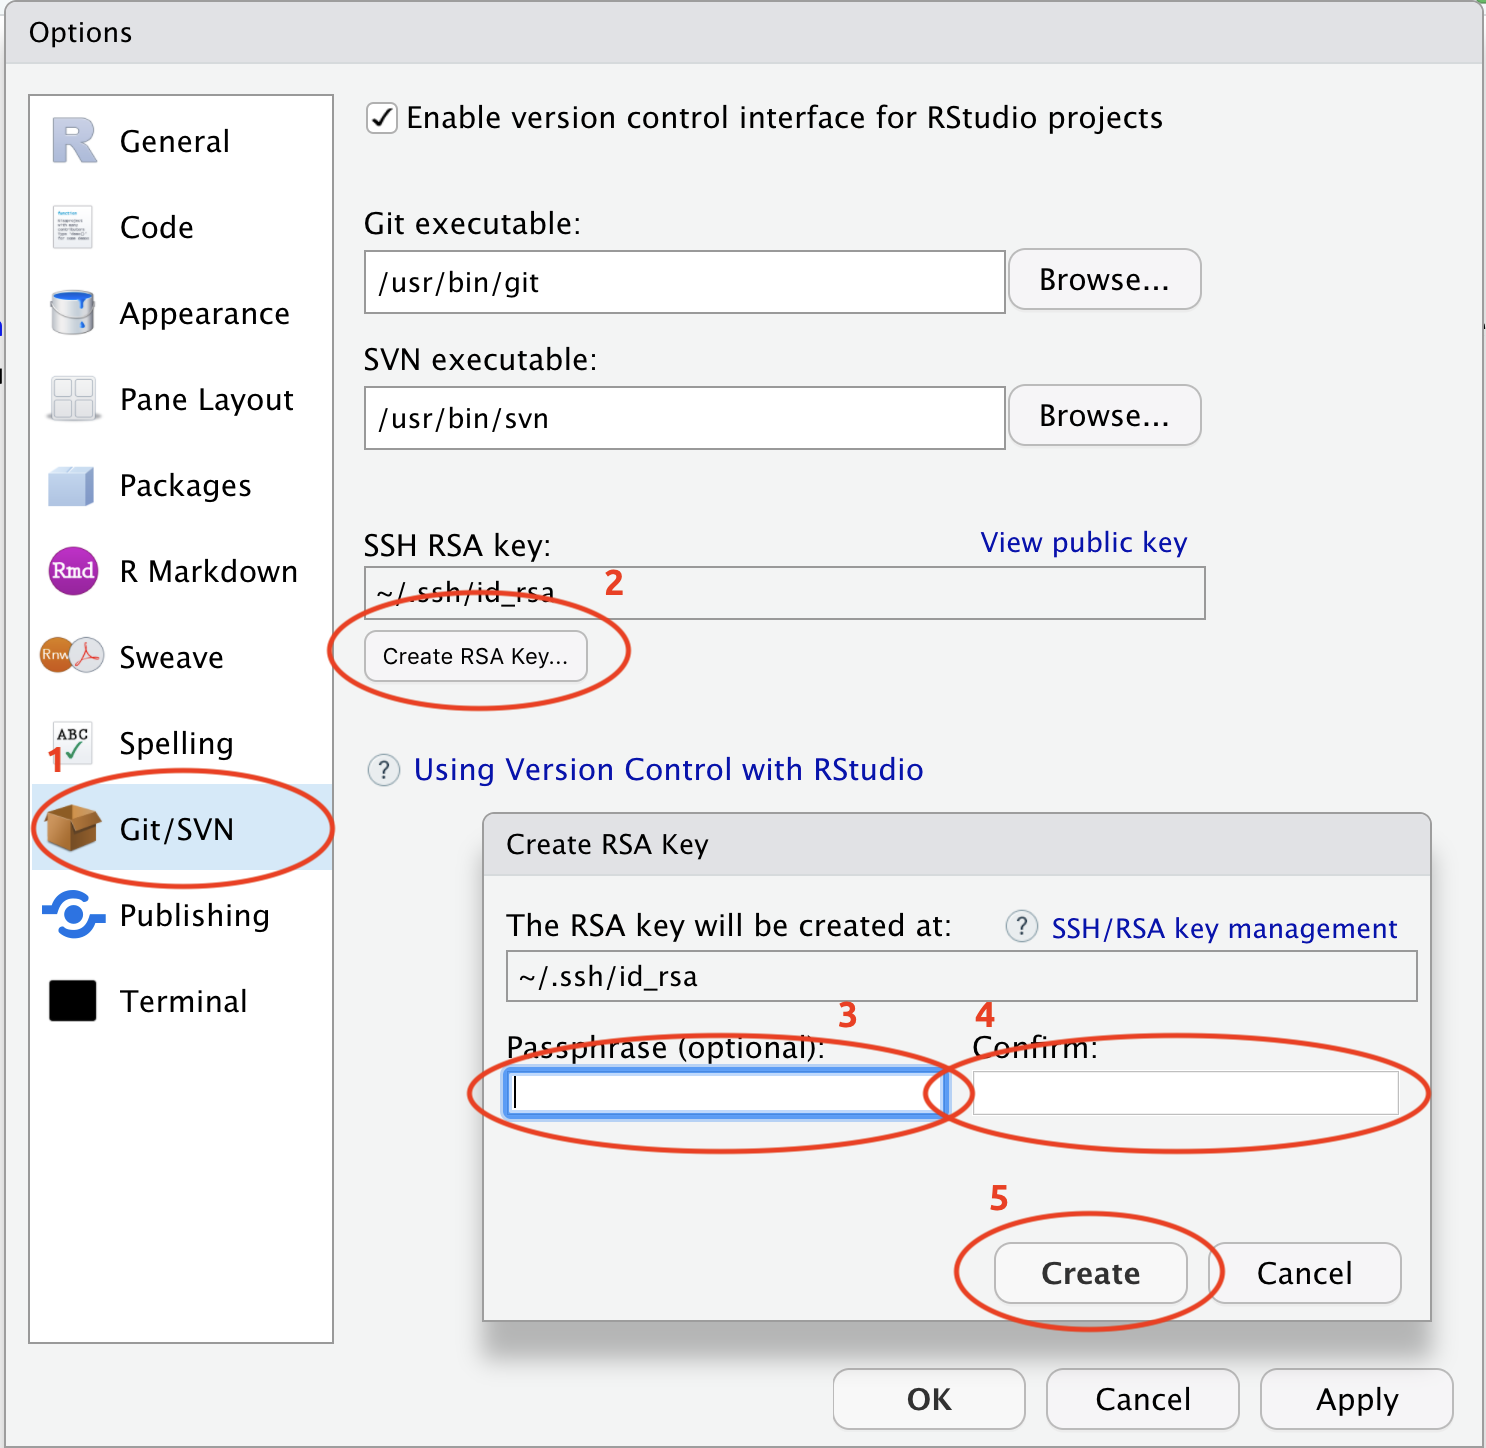 Options
General
Code
Appearance
Pane Layout
Packages
Rmd
R Markdown
Rnw
Sweave
ABC
Spelling
1
Git/SVN
Publishing
Terminal
Enable version control interface for RStudio projects
Git executable:
/usr/bin/git
Browse...
SVN executable:
/usr/bin/svn
Browse...
SSH RSA key:
View public key
~/.ssh/id_rsa
2
Create RSA Key...
? Using Version Control with RStudio
Create RSA Key
The RSA key will be created at:
? SSH/RSA key management
~/.ssh/id_rsa
3
4
Passphrase (optional):
Confirm:
5
Create
Cancel
OK
Cancel
Apply